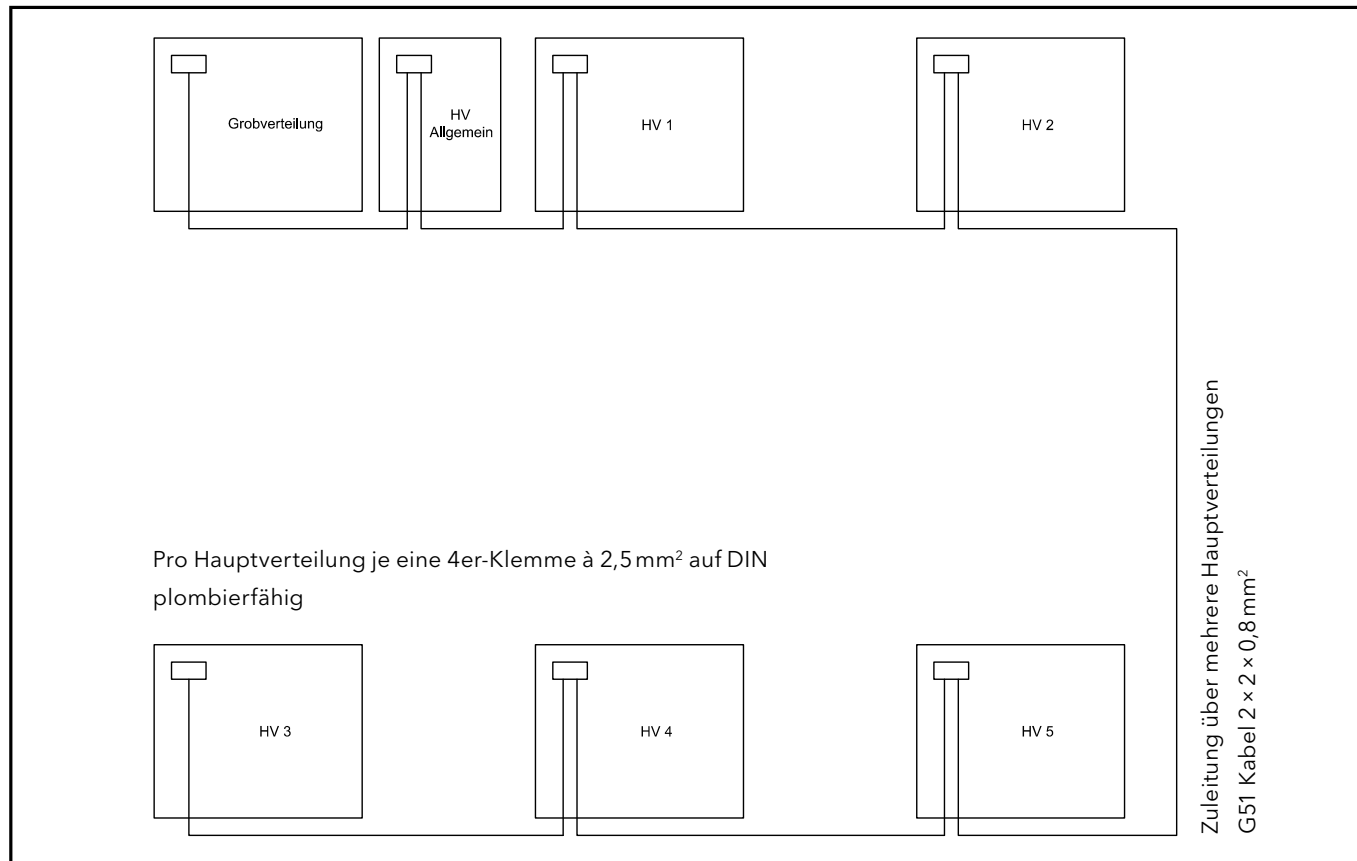 Grobverteilung
HV
Allgemein
HV 1
HV 2
Pro Hauptverteilung je eine 4er-Klemme à 2,5 mm² auf DIN
plombierfähig
HV 3
HV 4
HV 5
Zuleitung über mehrere Hauptverteilungen
G51 Kabel 2 × 2 × 0,8 mm²